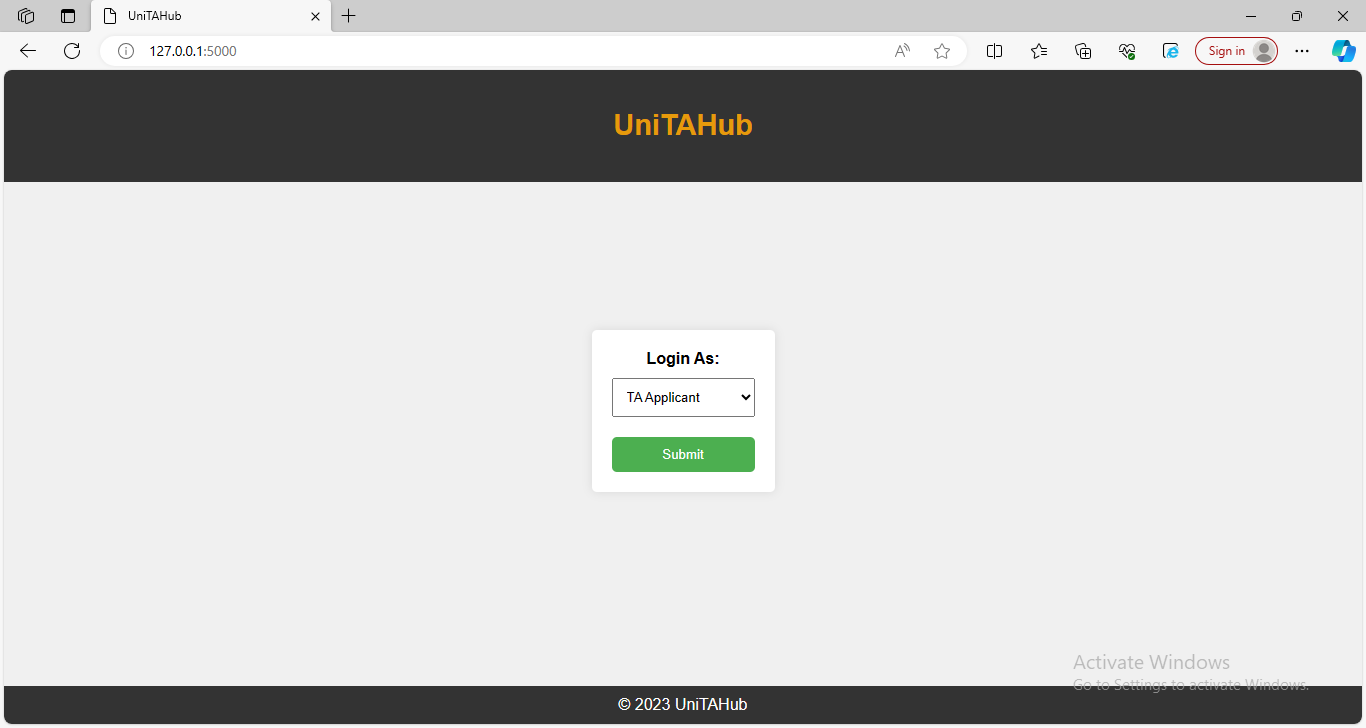 UniTAHub
127.0.0.1:5000
Sign in
UniTAHub
Login As:
TA Applicant
Submit
Activate Windows
Go to Settings to activate Windows.
© 2023 UniTAHub